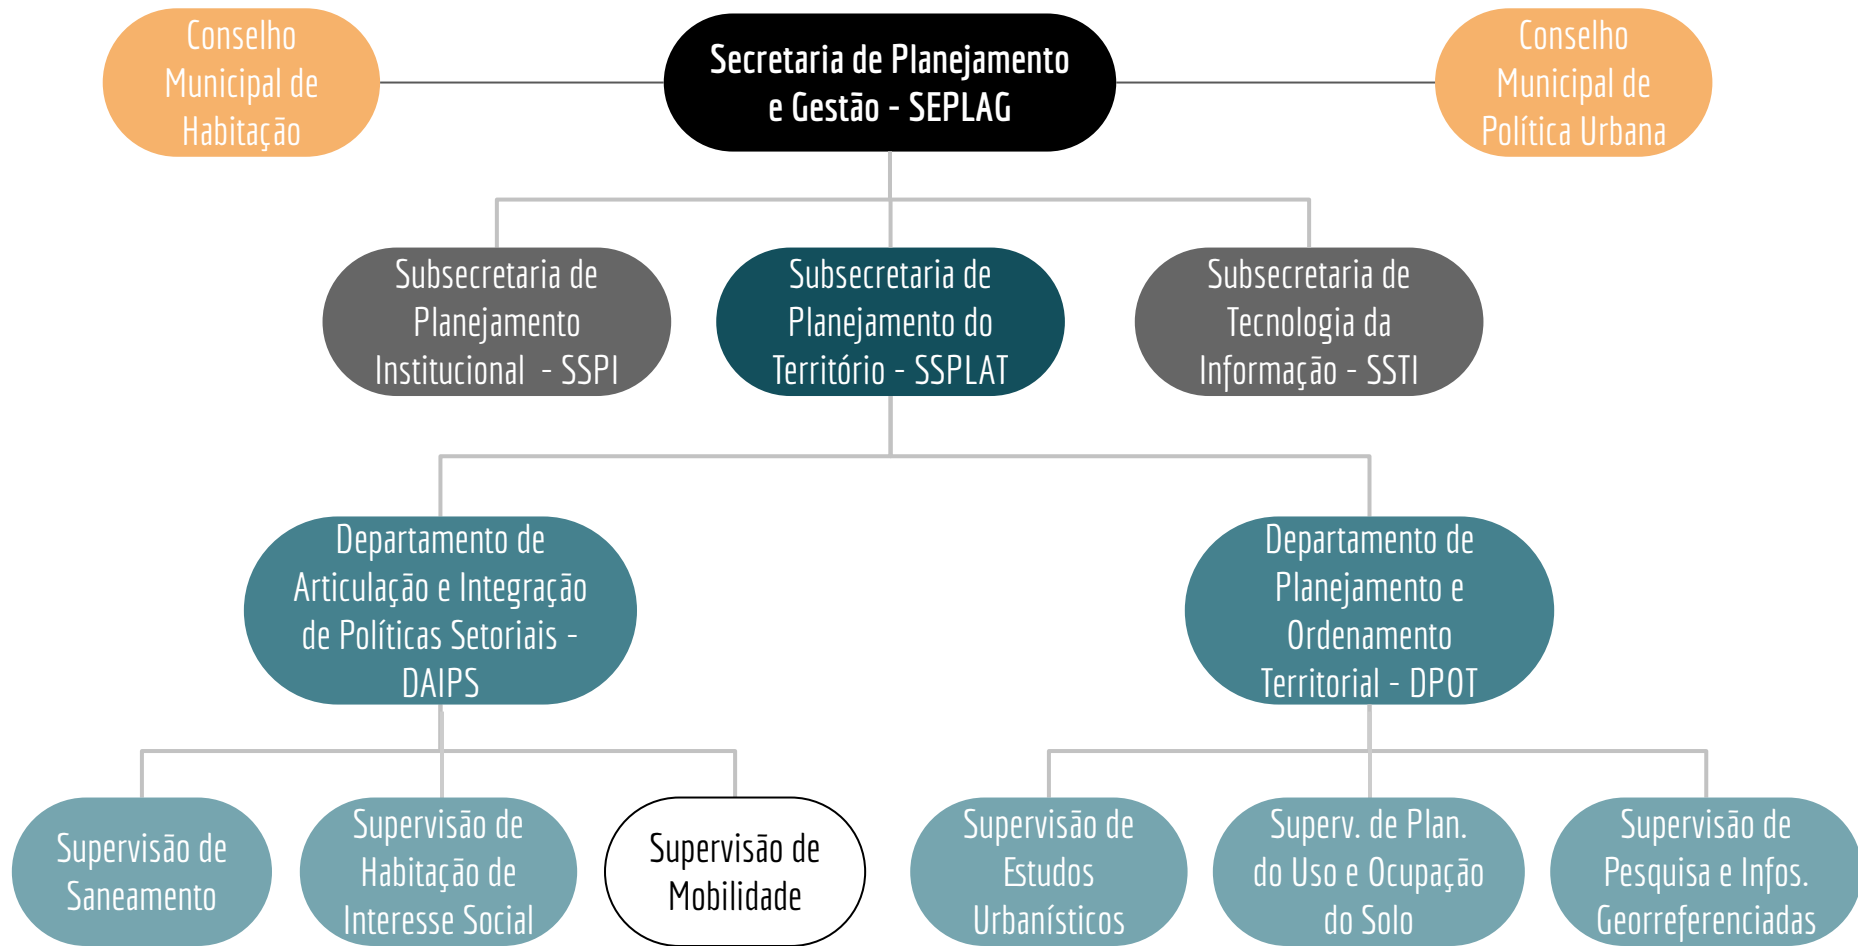 Conselho
Municipal de
Habitação
Secretaria de Planejamento
e Gestão - SEPLAG
Conselho
Municipal de
Política Urbana
Subsecretaria de
Planejamento
Institucional - SSPI
Subsecretaria de
Planejamento do
Território - SSPLAT
Subsecretaria de
Tecnologia da
Informação - SSTI
Departamento de
Articulação e Integração
de Políticas Setoriais -
DAIPS
Departamento de
Planejamento e
Ordenamento
Territorial - DPOT
Supervisão de
Saneamento
Supervisão de
Habitação de
Interesse Social
Supervisão de
Mobilidade
Supervisão de
Estudos
Urbanísticos
Superv. de Plan.
do Uso e Ocupação
do Solo
Supervisão de
Pesquisa e Infos.
Georreferenciadas